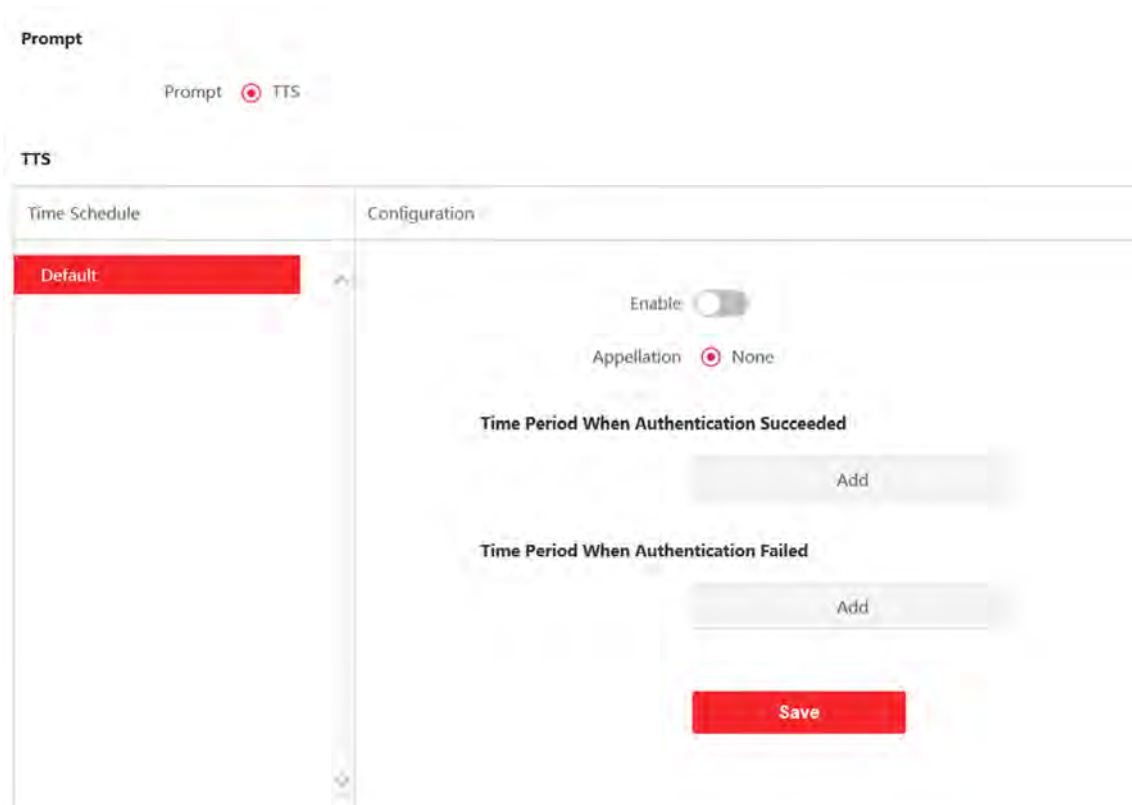 Prompt
Prompt TTS
TTS
Time Schedule Configuration
Default
Enable
Appellation None
Time Period When Authentication Succeeded
Add
Time Period When Authentication Failed
Add
Save